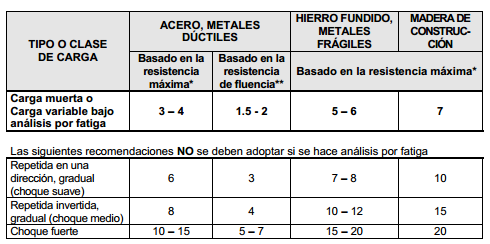 TIPO O CLASE DE CARGA
ACERO, METALES DÚCTILES
HIERRO FUNDIDO, METALES FRÁGILES
MADERA DE CONSTRUC-CIÓN
Basado en la resistencia máxima*
Basado en la resistencia de fluencia**
Basado en la resistencia máxima*
Carga muerta o Carga variable bajo análisis por fatiga
3 – 4
1.5 - 2
5 – 6
7
Las siguientes recomendaciones NO se deben adoptar si se hace análisis por fatiga
Repetida en una dirección, gradual (choque suave)
6
3
7 – 8
10
Repetida invertida, gradual (choque medio)
8
4
10 – 12
15
Choque fuerte
10 – 15
5 – 7
15 – 20
20